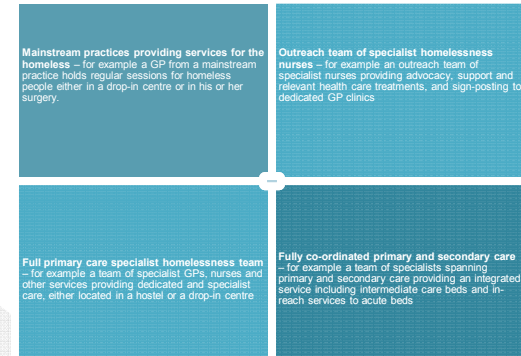 Mainstream practices providing services for the
homeless – for example a GP from a mainstream
practice holds regular sessions for homeless
people either in a drop-in centre or in his or her
surgery.
Outreach team of specialist homelessness
nurses – for example an outreach team of
specialist nurses providing advocacy, support and
relevant health care treatments, and sign-posting to
dedicated GP clinics
Full primary care specialist homelessness team
– for example a team of specialist GPs, nurses and
other services providing dedicated and specialist
care, either located in a hostel or a drop-in centre
Fully co-ordinated primary and secondary care
– for example a team of specialists spanning
primary and secondary care providing an integrated
service including intermediate care beds and in-
reach services to acute beds